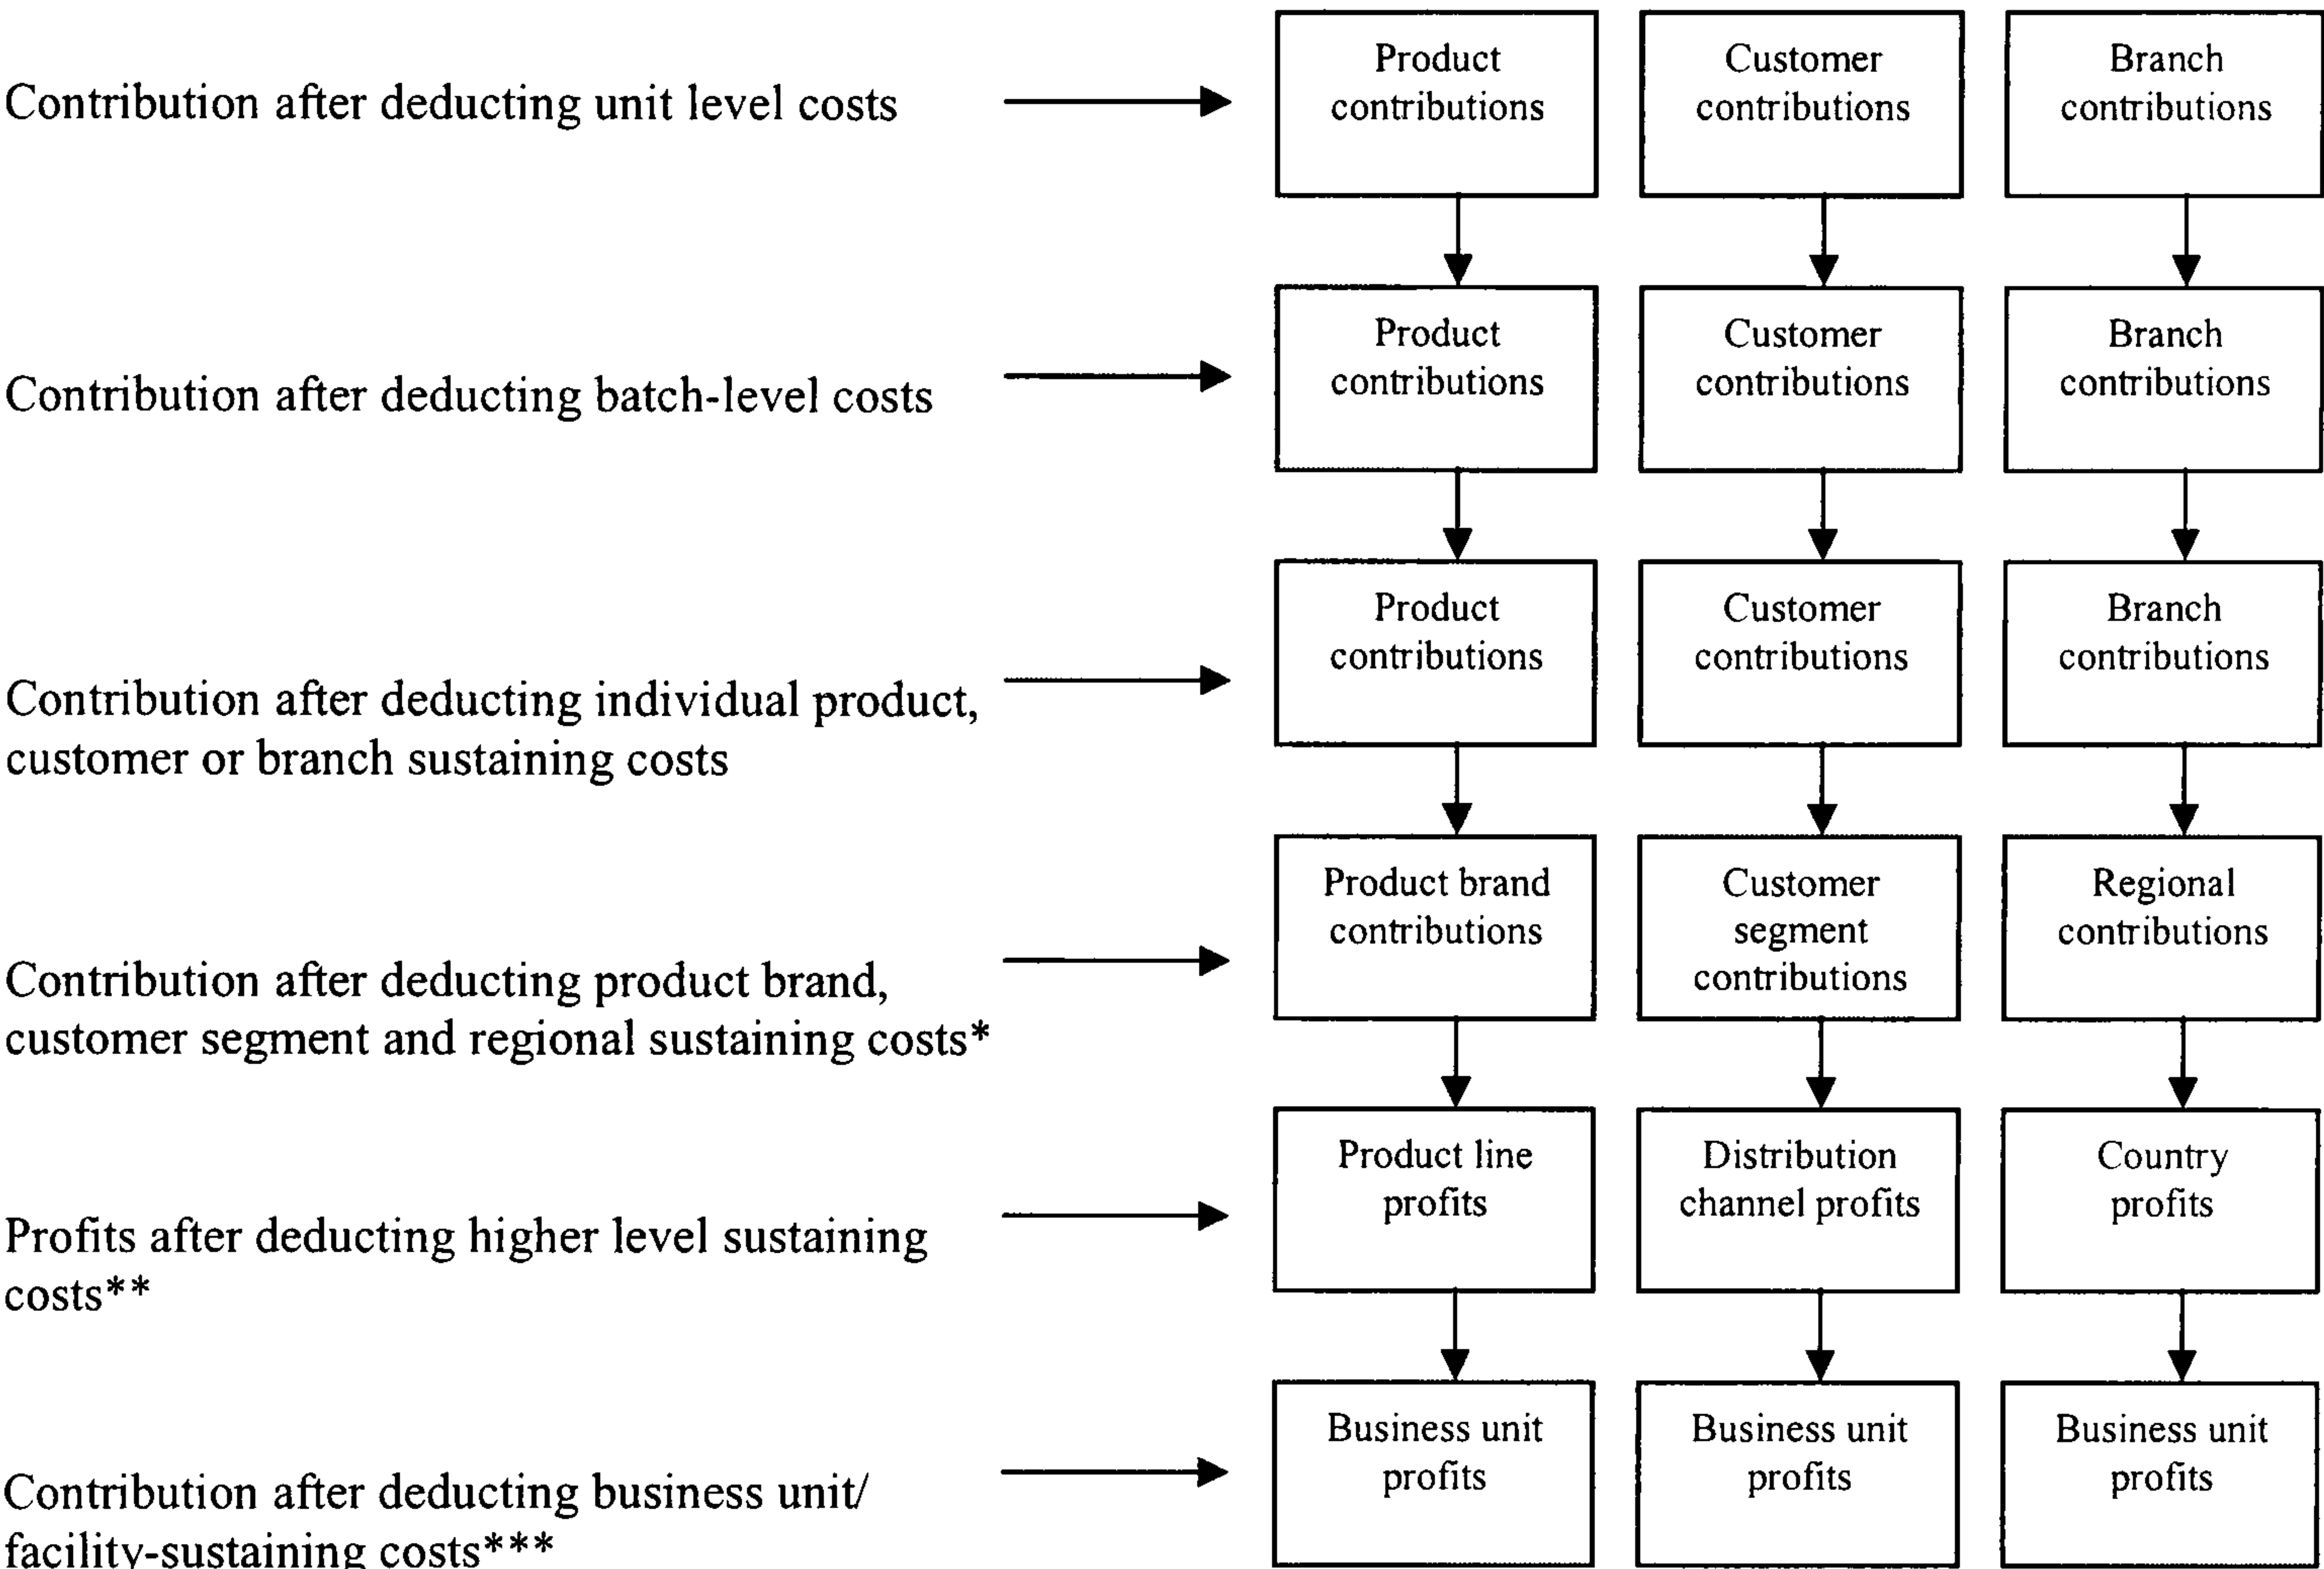 Contribution after deducting unit level costs
Product
contributions
Customer
contributions
Branch
contributions
Contribution after deducting batch-level costs
Product
contributions
Customer
contributions
Branch
contributions
Contribution after deducting individual product,
customer or branch sustaining costs
Product
contributions
Customer
contributions
Branch
contributions
Contribution after deducting product brand,
customer segment and regional sustaining costs*
Product brand
contributions
Customer
segment
contributions
Regional
contributions
Profits after deducting higher level sustaining
costs**
Product line
profits
Distribution
channel profits
Country
profits
Contribution after deducting business unit/
facility-sustaining costs***
Business unit
profits
Business unit
profits
Business unit
profits